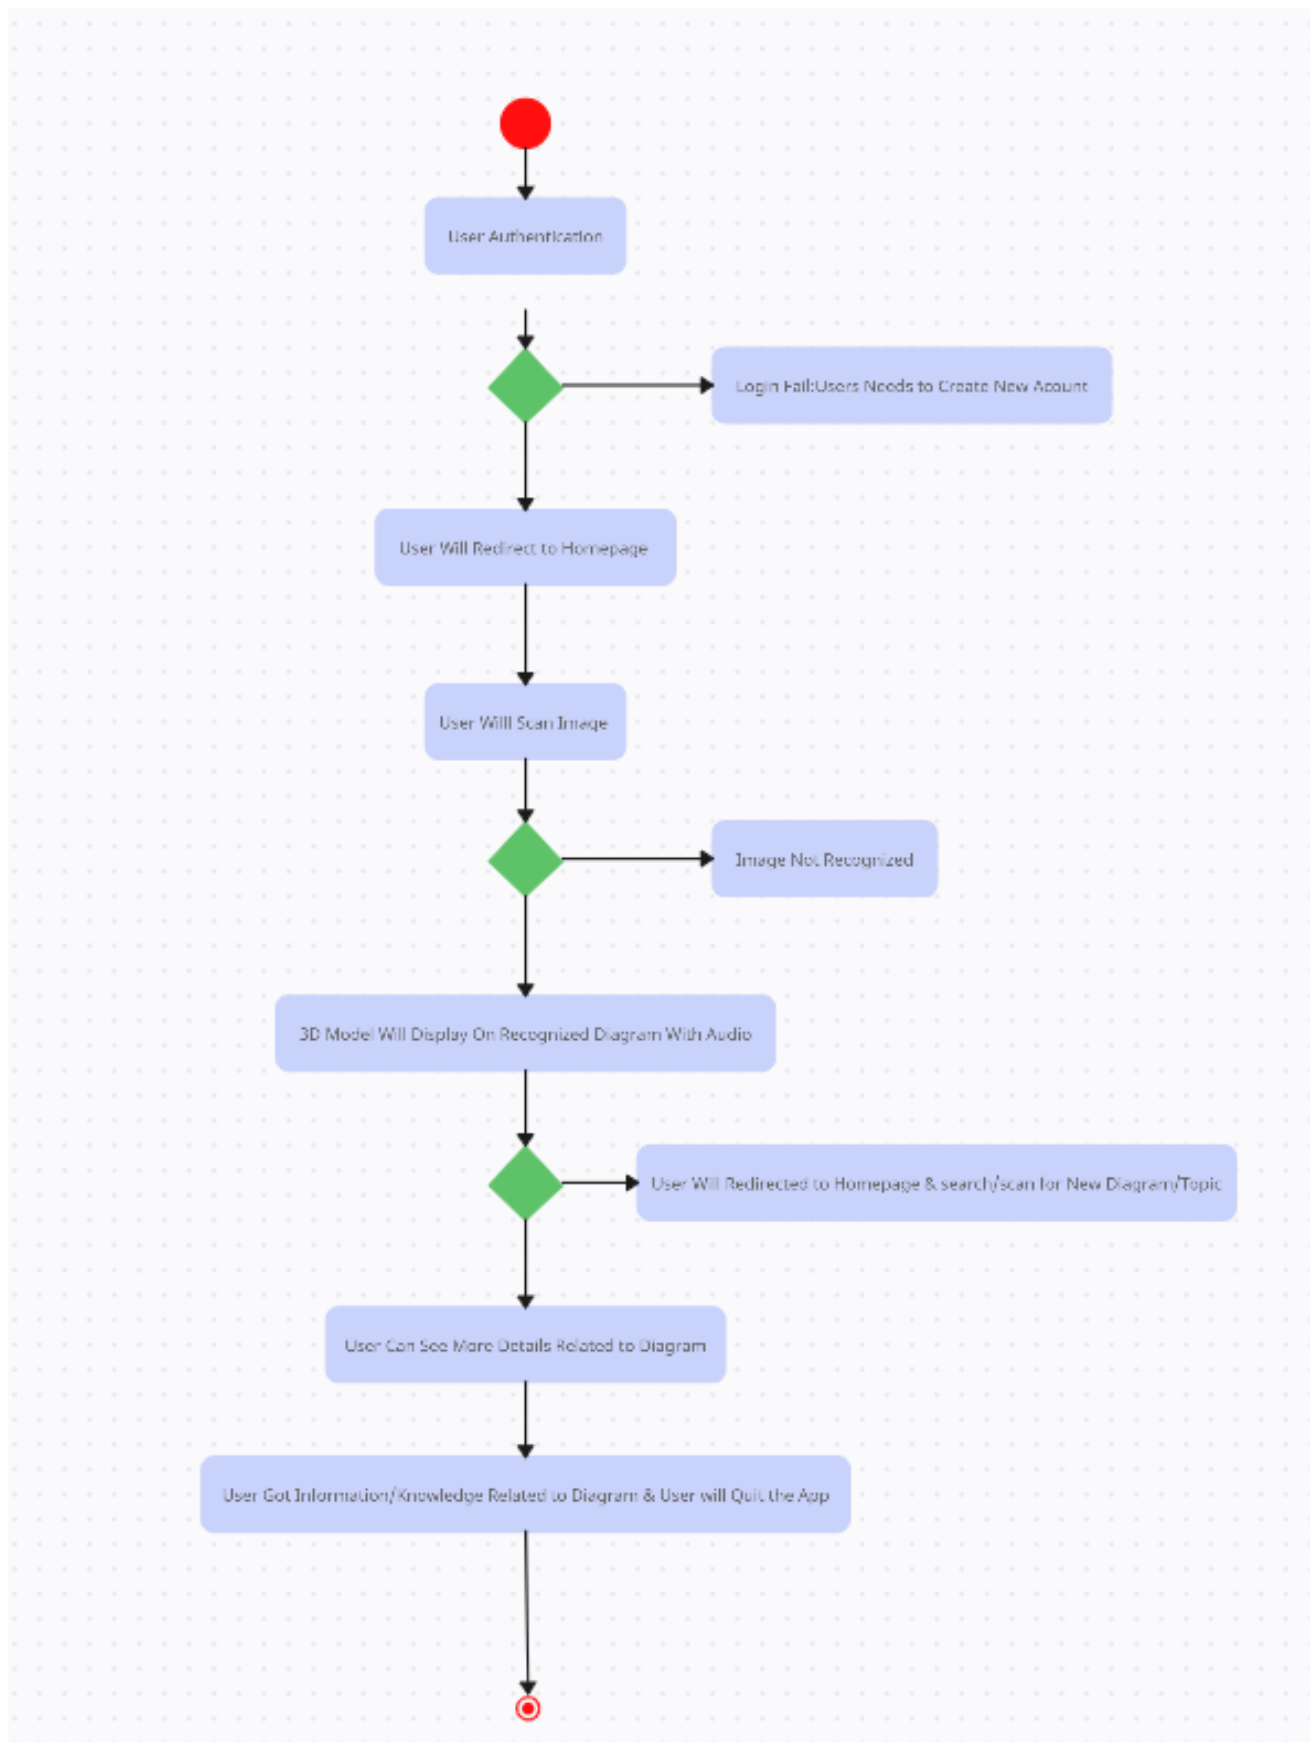 User Authentication
Login Fail:Users Needs to Create New Acount
User Will Redirect to Homepage
User Willl Scan Image
Image Not Recognized
3D Model Will Display On Recognized Diagram With Audio
User Will Redirected to Homepage & search/scan for New Diagram/Topic
User Can See More Details Related to Diagram
User Got Information/Knowledge Related to Diagram & User will Quit the App